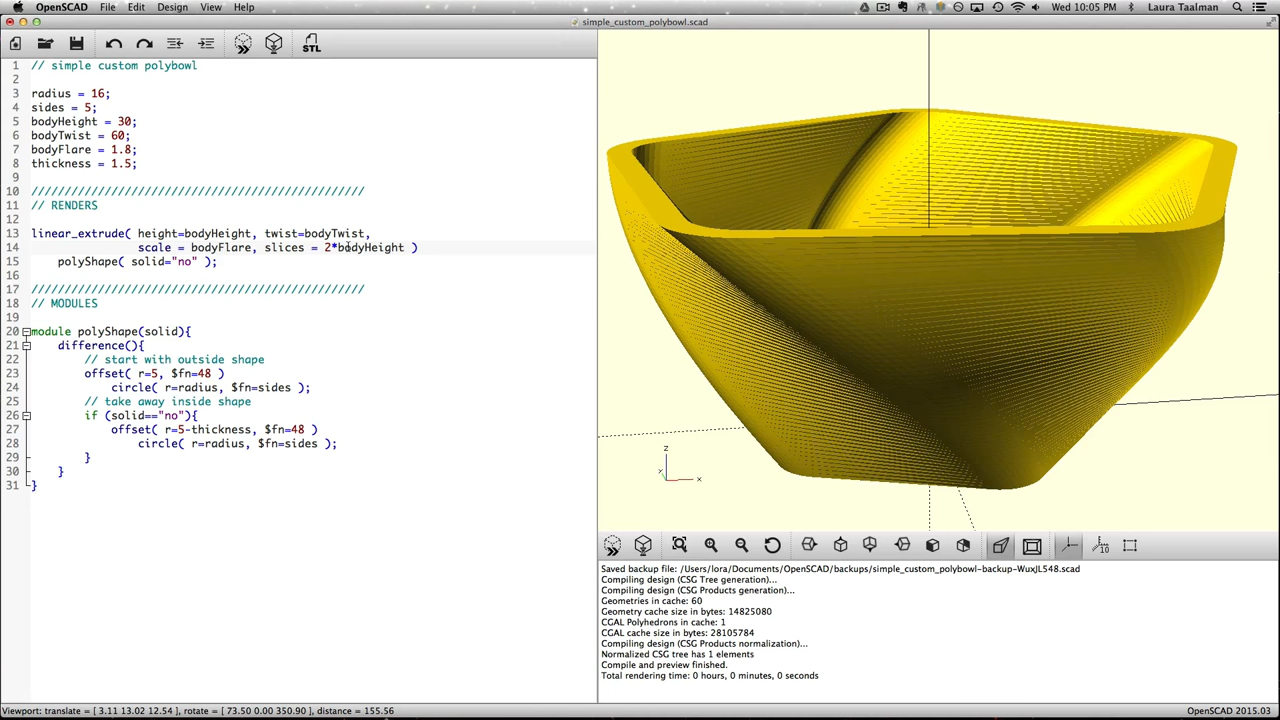 OpenSCAD File Edit Design View Help Wed 10:05 PM Laura Taalman
simple_custom_polybowl.scad
STL
1 // simple custom polybowl
2
3 radius = 16;
4 sides = 5;
5 bodyHeight = 30;
6 bodyTwist = 60;
7 bodyFlare = 1.8;
8 thickness = 1.5;
9
10 //////////////////////////////////////////////////
11 // RENDERS
12
13 linear_extrude( height=bodyHeight, twist=bodyTwist,
14 scale = bodyFlare, slices = 2*bodyHeight )
15 polyShape( solid="no" );
16
17 //////////////////////////////////////////////////
18 // MODULES
19
20 module polyShape(solid){
21 difference(){
22 // start with outside shape
23 offset( r=5, $fn=48 )
24 circle( r=radius, $fn=sides );
25 // take away inside shape
26 if (solid=="no"){
27 offset( r=5-thickness, $fn=48 )
28 circle( r=radius, $fn=sides );
29 }
30 }
31 }
z
y
x
10
Saved backup file: /Users/lora/Documents/OpenSCAD/backups/simple_custom_polybowl-backup-WuxJL548.scad
Compiling design (CSG Tree generation)...
Compiling design (CSG Products generation)...
Geometries in cache: 60
Geometry cache size in bytes: 14825080
CGAL Polyhedrons in cache: 1
CGAL cache size in bytes: 28105784
Compiling design (CSG Products normalization)...
Normalized CSG tree has 1 elements
Compile and preview finished.
Total rendering time: 0 hours, 0 minutes, 0 seconds
Viewport: translate = [ 3.11 13.02 12.54 ], rotate = [ 73.50 0.00 350.90 ], distance = 155.56
OpenSCAD 2015.03